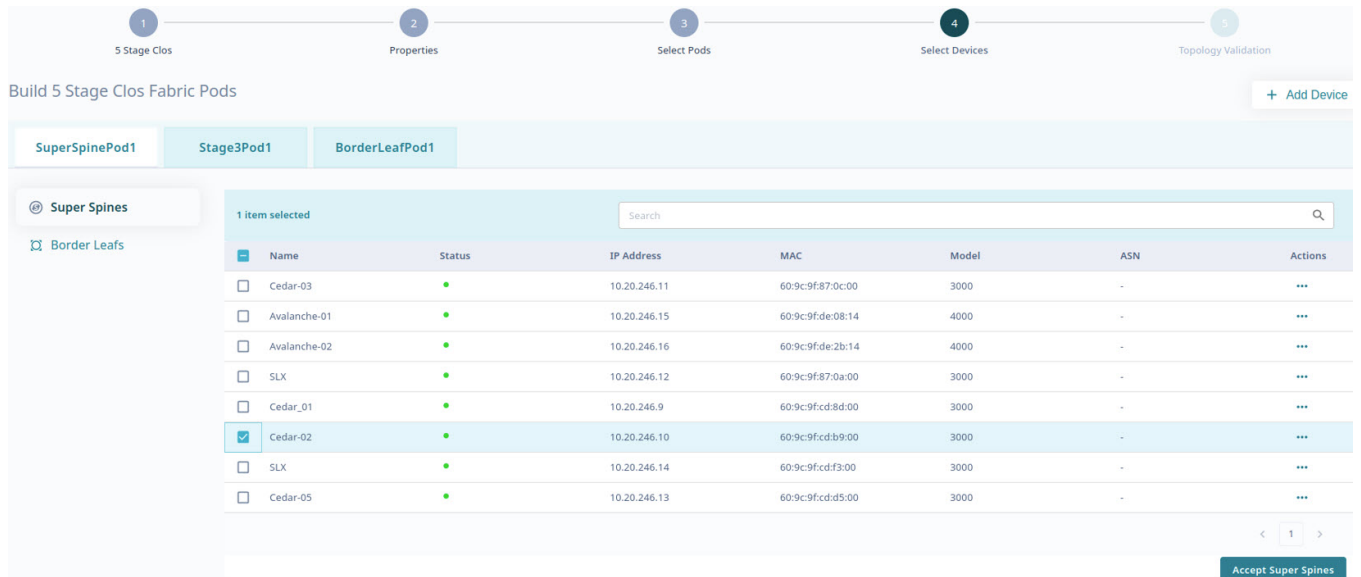 1 2 3 4 5
5 Stage Clos Properties Select Pods Select Devices Topology Validation
Build 5 Stage Clos Fabric Pods
+ Add Device
SuperSpinePod1 Stage3Pod1 BorderLeafPod1
Super Spines
Border Leafs
1 item selected Search
Name Status IP Address MAC Model ASN Actions
Cedar-03 10.20.246.11 60:9c:9f:87:0c:00 3000 - •••
Avalanche-01 10.20.246.15 60:9c:9f:de:08:14 4000 - •••
Avalanche-02 10.20.246.16 60:9c:9f:de:2b:14 4000 - •••
SLX 10.20.246.12 60:9c:9f:87:0a:00 3000 - •••
Cedar_01 10.20.246.9 60:9c:9f:cd:8d:00 3000 - •••
Cedar-02 10.20.246.10 60:9c:9f:cd:b9:00 3000 - •••
SLX 10.20.246.14 60:9c:9f:cd:f3:00 3000 - •••
Cedar-05 10.20.246.13 60:9c:9f:cd:d5:00 3000 - •••
< 1 >
Accept Super Spines